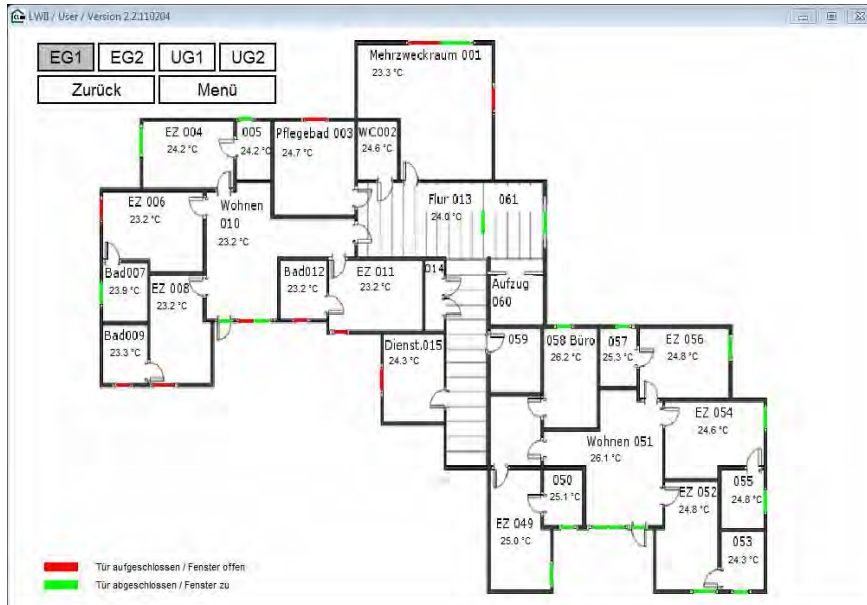 LWB / User / Version 2.2:110204
EG1 EG2 UG1 UG2
Zurück Menü
Mehrzweckraum 001
23.3 °C
EZ 004
24.2 °C
005
24.2 °C
Pflegebad 003
24.7 °C
WC002
24.6 °C
EZ 006
23.2 °C
Wohnen
010
23.2 °C
Flur 013
24.0 °C
061
Bad007
23.9 °C
EZ 008
23.2 °C
Bad012
23.2 °C
EZ 011
23.2 °C
014
Aufzug
060
Bad009
23.3 °C
Dienst.015
24.3 °C
059
058 Büro
26.2 °C
057
25.3 °C
EZ 056
24.8 °C
EZ 054
24.6 °C
Wohnen 051
26.1 °C
050
25.1 °C
EZ 052
24.8 °C
055
24.8 °C
EZ 049
25.0 °C
053
24.3 °C
Tür aufgeschlossen / Fenster offen
Tür abgeschlossen / Fenster zu